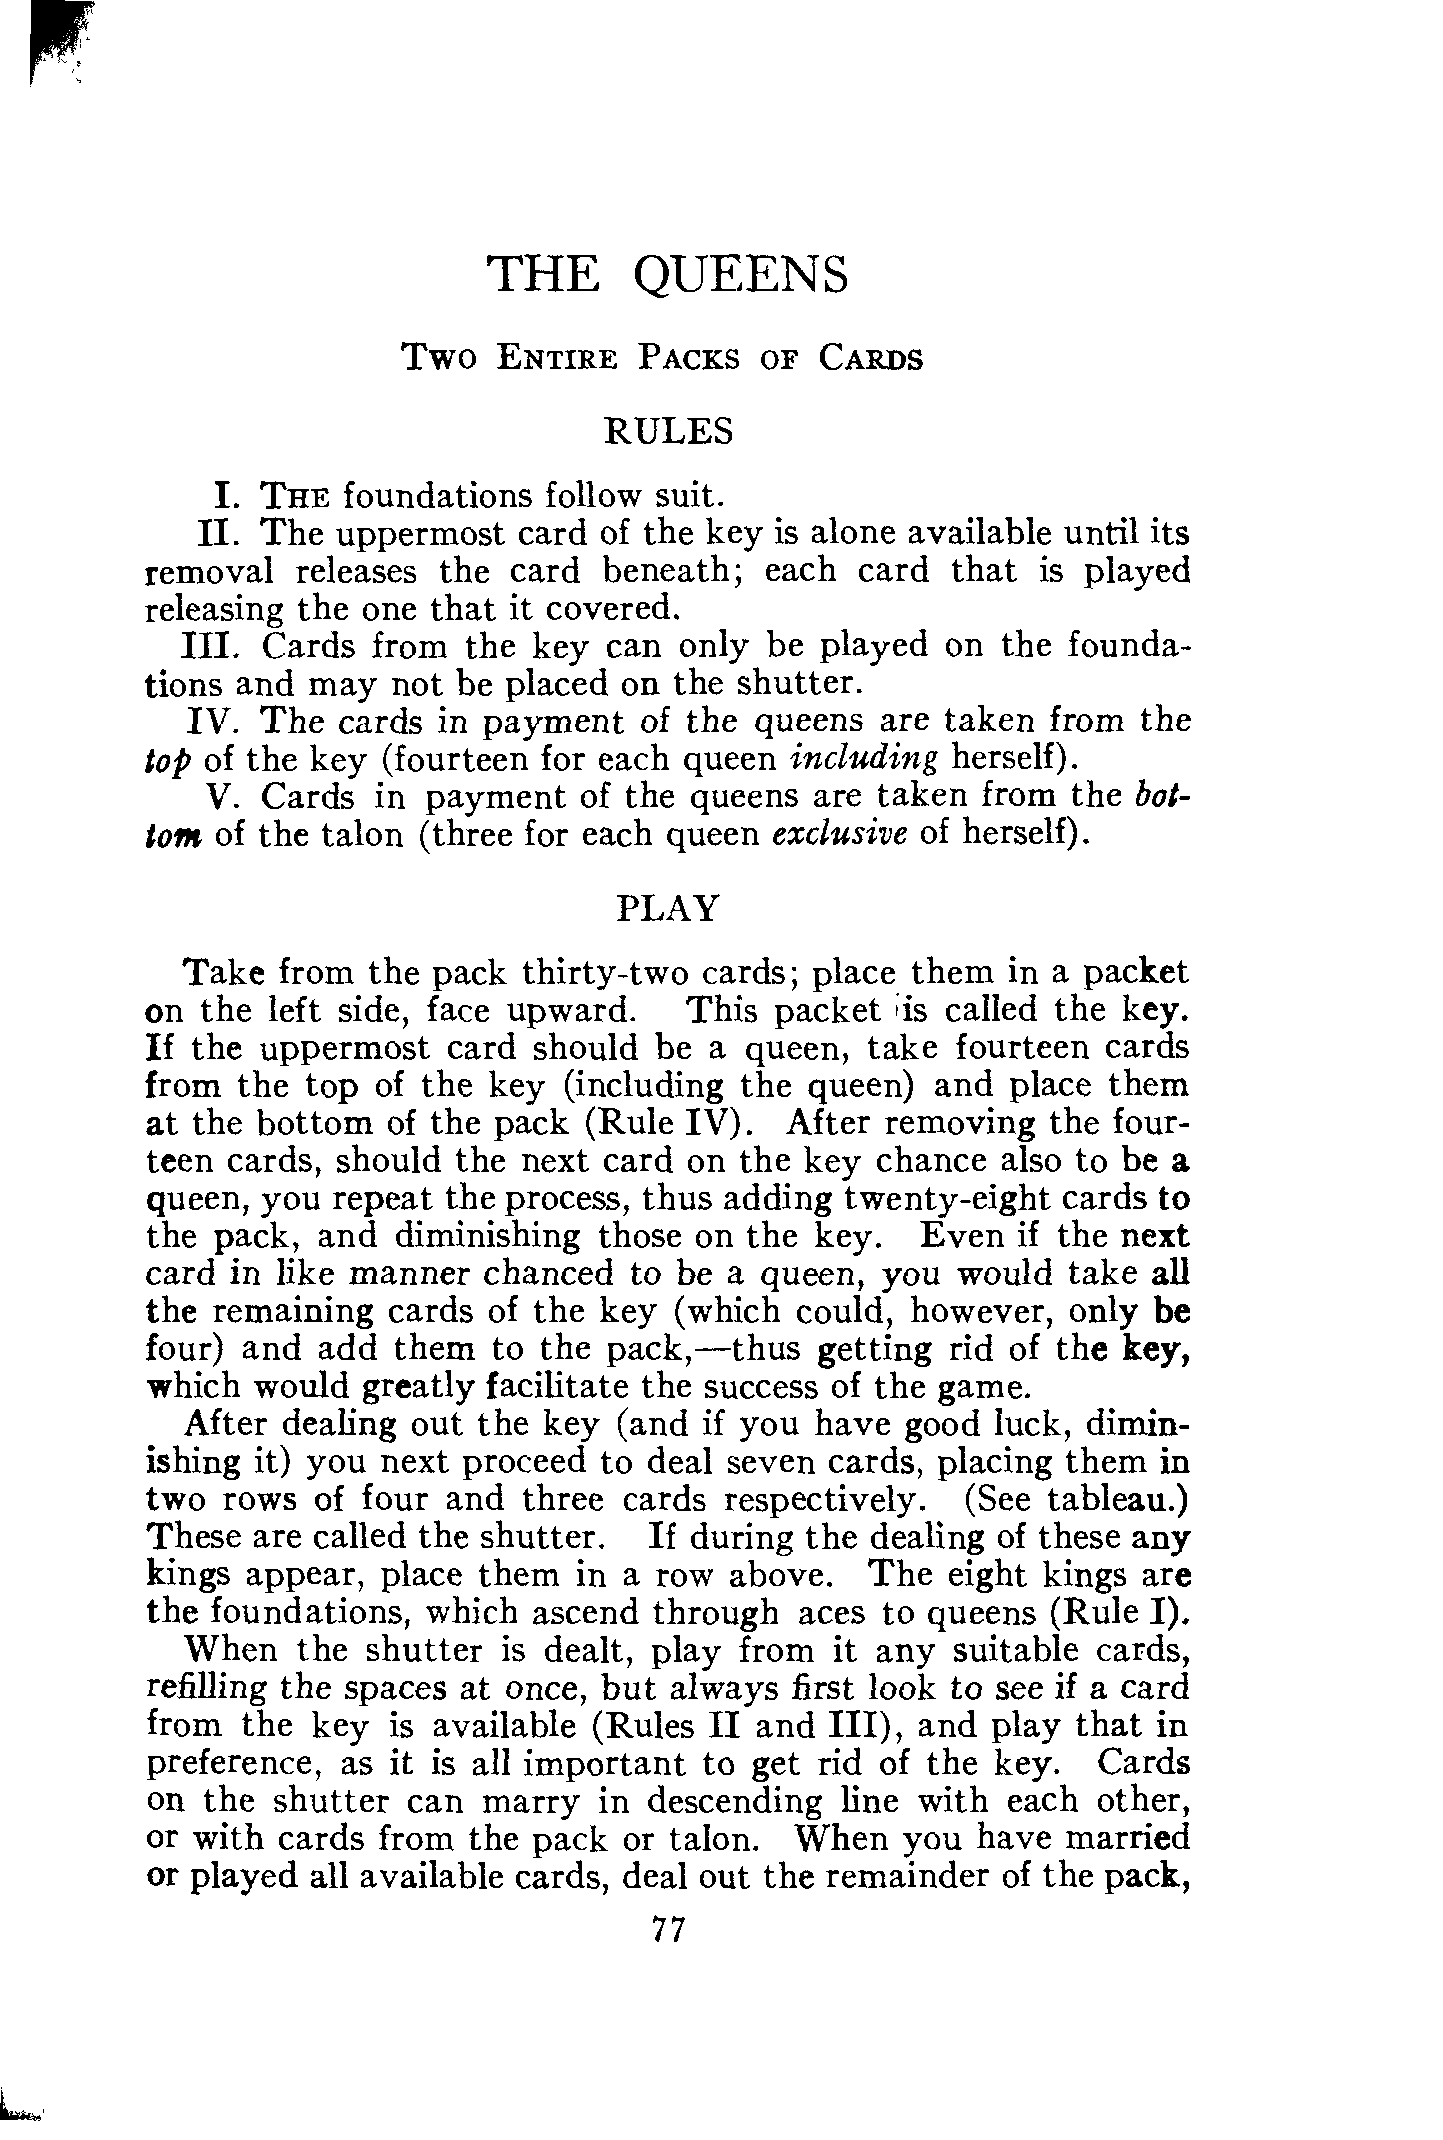 THE QUEENS
Two Entire Packs of Cards
RULES
I. The foundations follow suit.
II. The uppermost card of the key is alone available until its
removal releases the card beneath; each card that is played
releasing the one that it covered.
III. Cards from the key can only be played on the founda-
tions and may not be placed on the shutter.
IV. The cards in payment of the queens are taken from the
top of the key (fourteen for each queen including herself).
V. Cards in payment of the queens are taken from the bot-
tom of the talon (three for each queen exclusive of herself).
PLAY
Take from the pack thirty-two cards; place them in a packet
on the left side, face upward. This packet is called the key.
If the uppermost card should be a queen, take fourteen cards
from the top of the key (including the queen) and place them
at the bottom of the pack (Rule IV). After removing the four-
teen cards, should the next card on the key chance also to be a
queen, you repeat the process, thus adding twenty-eight cards to
the pack, and diminishing those on the key. Even if the next
card in like manner chanced to be a queen, you would take all
the remaining cards of the key (which could, however, only be
four) and add them to the pack,—thus getting rid of the key,
which would greatly facilitate the success of the game.
After dealing out the key (and if you have good luck, dimin-
ishing it) you next proceed to deal seven cards, placing them in
two rows of four and three cards respectively. (See tableau.)
These are called the shutter. If during the dealing of these any
kings appear, place them in a row above. The eight kings are
the foundations, which ascend through aces to queens (Rule I).
When the shutter is dealt, play from it any suitable cards,
refilling the spaces at once, but always first look to see if a card
from the key is available (Rules II and III), and play that in
preference, as it is all important to get rid of the key. Cards
on the shutter can marry in descending line with each other,
or with cards from the pack or talon. When you have married
or played all available cards, deal out the remainder of the pack,
77